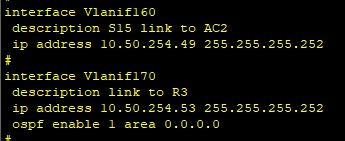 interface Vlanif160
description S15 link to AC2
ip address 10.50.254.49 255.255.255.252
#
interface Vlanif170
description link to R3
ip address 10.50.254.53 255.255.255.252
ospf enable 1 area 0.0.0.0
#